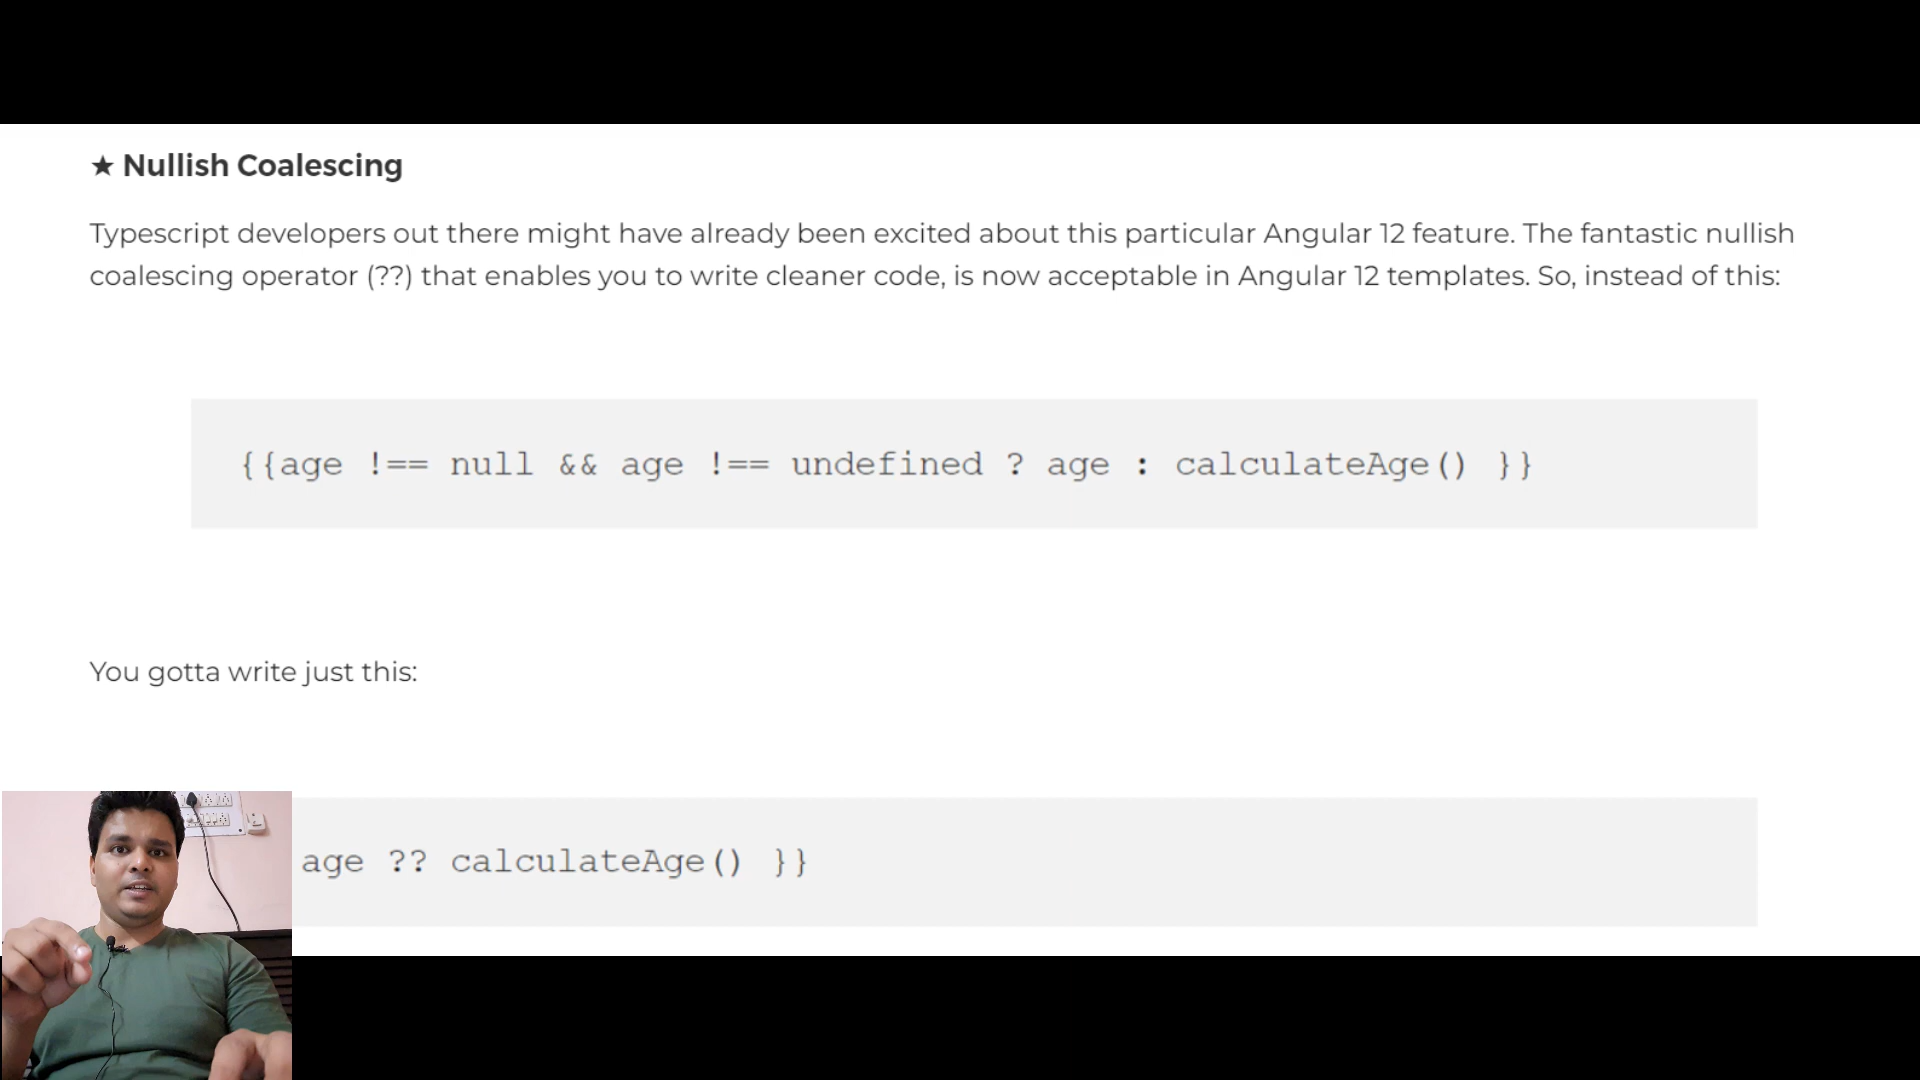 ★ Nullish Coalescing
Typescript developers out there might have already been excited about this particular Angular 12 feature. The fantastic nullish
coalescing operator (??) that enables you to write cleaner code, is now acceptable in Angular 12 templates. So, instead of this:
{{age !== null && age !== undefined ? age : calculateAge() }}
You gotta write just this:
age ?? calculateAge() }}